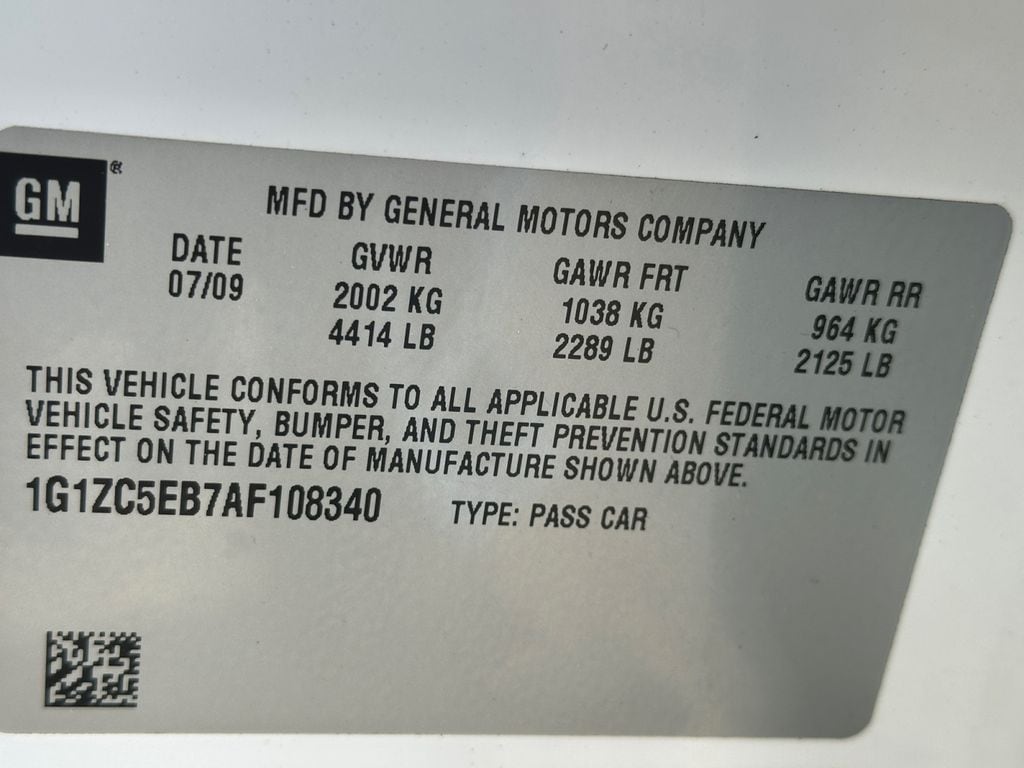 GM®
MFD BY GENERAL MOTORS COMPANY
DATE GVWR GAWR FRT GAWR RR
07/09 2002 KG 1038 KG 964 KG
4414 LB 2289 LB 2125 LB
THIS VEHICLE CONFORMS TO ALL APPLICABLE U.S. FEDERAL MOTOR
VEHICLE SAFETY, BUMPER, AND THEFT PREVENTION STANDARDS IN
EFFECT ON THE DATE OF MANUFACTURE SHOWN ABOVE.
1G1ZC5EB7AF108340 TYPE: PASS CAR